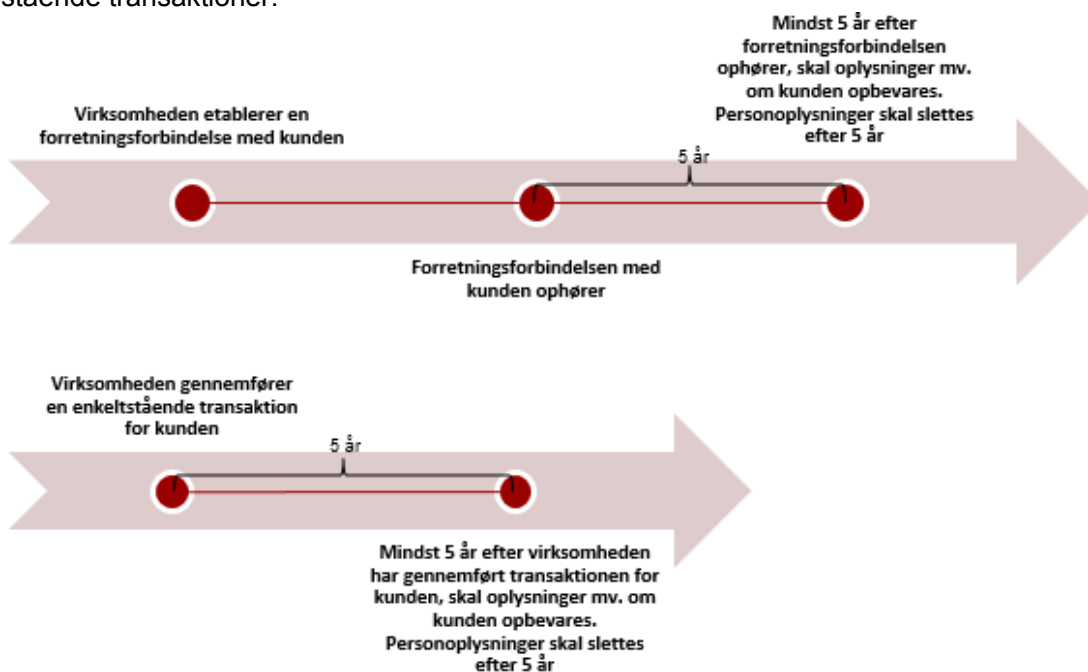 stående transaktioner.
Mindst 5 år efter
forretningsforbindelsen
ophører, skal oplysninger mv.
om kunden opbevares.
Personoplysninger skal slettes
efter 5 år
Virksomheden etablerer en
forretningsforbindelse med kunden
5 år
Forretningsforbindelsen med
kunden ophører
Virksomheden gennemfører
en enkeltstående transaktion
for kunden
5 år
Mindst 5 år efter virksomheden
har gennemført transaktionen for
kunden, skal oplysninger mv. om
kunden opbevares.
Personoplysninger skal slettes
efter 5 år